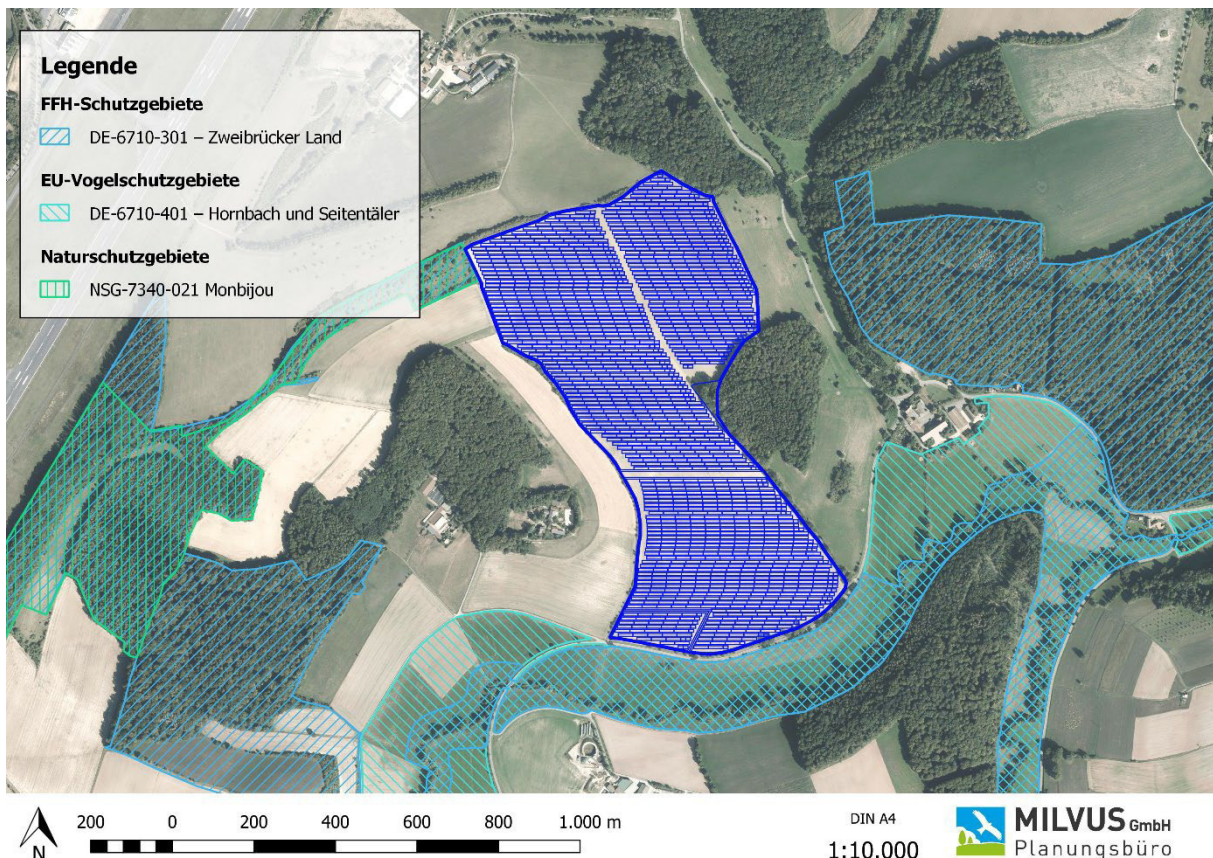 Legende
FFH-Schutzgebiete
DE-6710-301 – Zweibrücker Land
EU-Vogelschutzgebiete
DE-6710-401 – Hornbach und Seitentäler
Naturschutzgebiete
NSG-7340-021 Monbijou
200 0 200 400 600 800 1.000 m
N
DIN A4
1:10.000
MILVUS GmbH
Planungsbüro